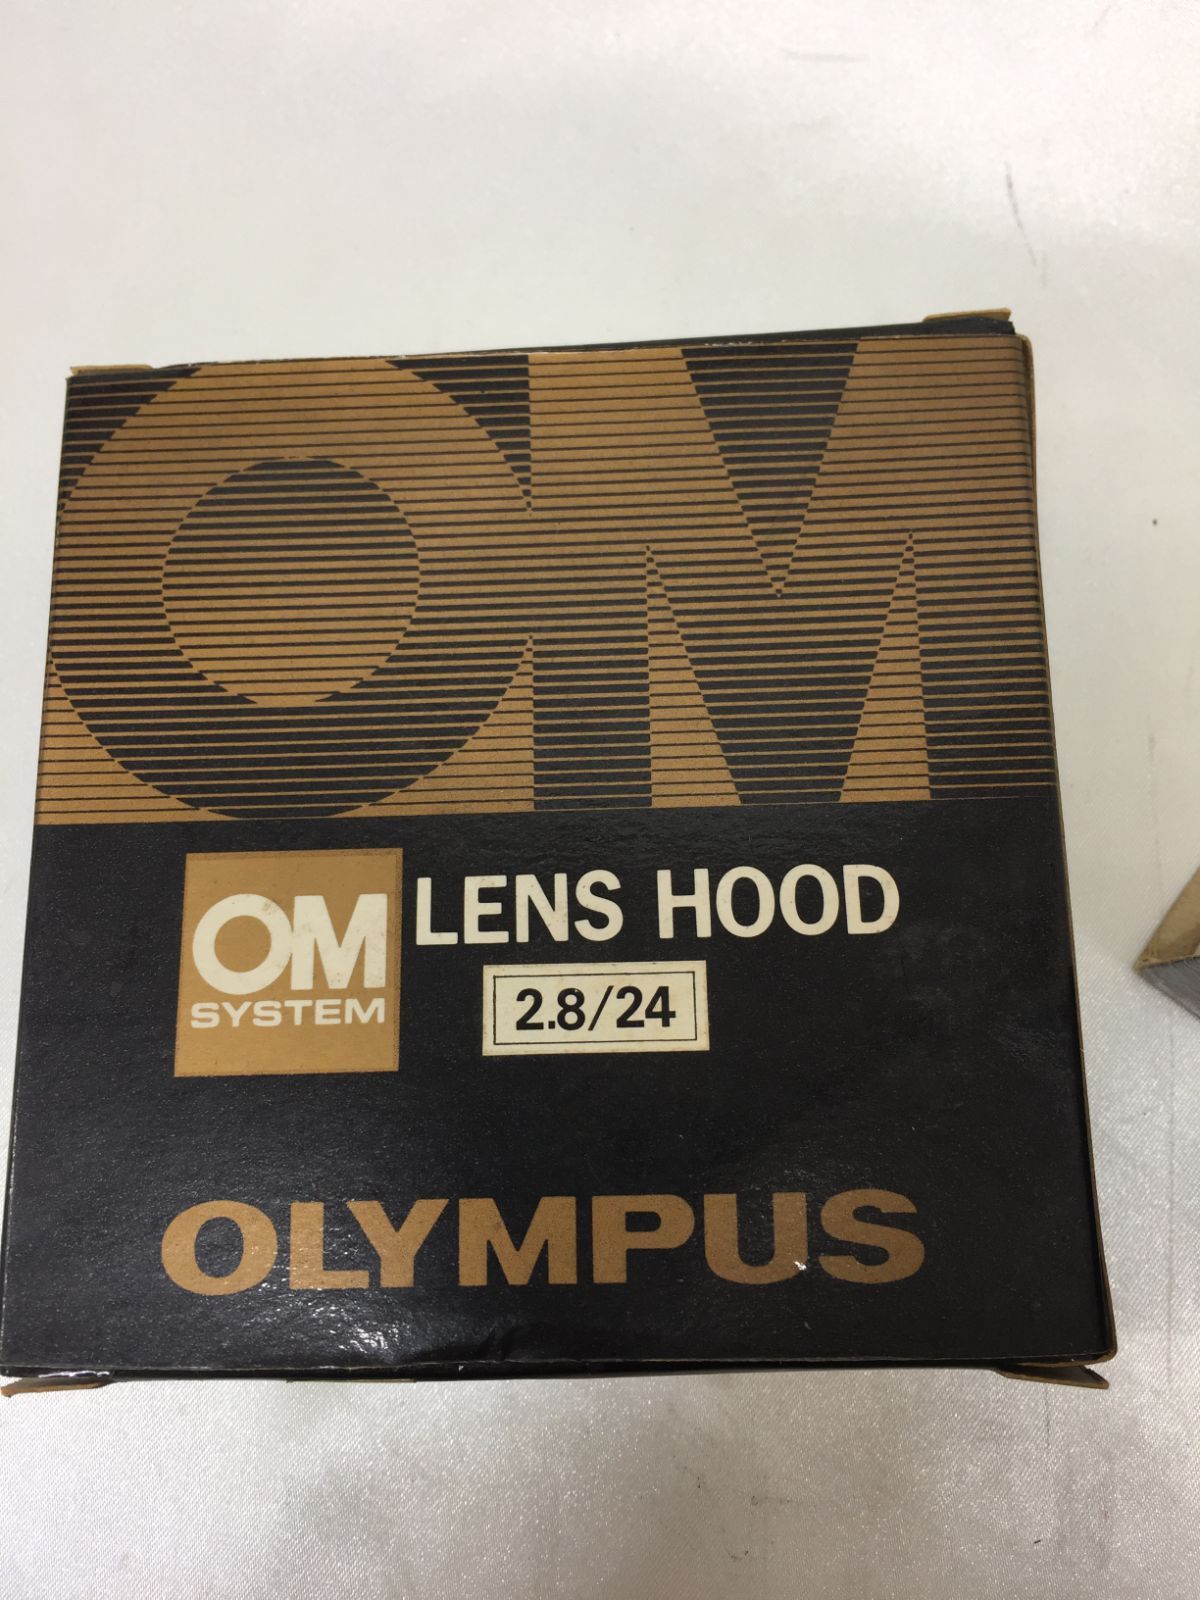 OM
OM
SYSTEM
LENS HOOD
2.8/24
OLYMPUS